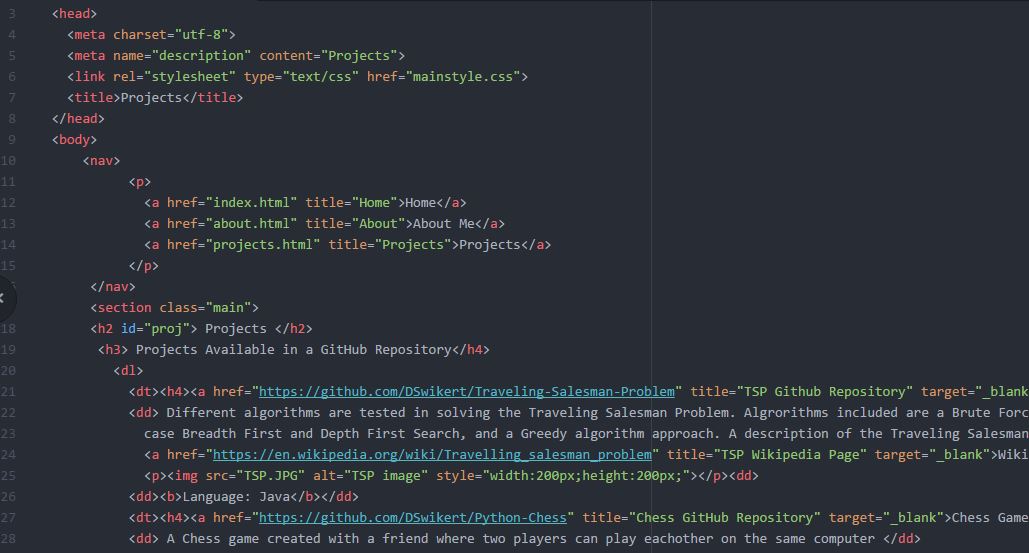 3 <head>
4 <meta charset="utf-8">
5 <meta name="description" content="Projects">
6 <link rel="stylesheet" type="text/css" href="mainstyle.css">
7 <title>Projects</title>
8 </head>
9 <body>
10 <nav>
11 <p>
12 <a href="index.html" title="Home">Home</a>
13 <a href="about.html" title="About">About Me</a>
14 <a href="projects.html" title="Projects">Projects</a>
15 </p>
</nav>
<section class="main">
18 <h2 id="proj"> Projects </h2>
19 <h3> Projects Available in a GitHub Repository</h4>
20 <dl>
21 <dt><h4><a href="https://github.com/DSwikert/Traveling-Salesman-Problem" title="TSP Github Repository" target="_blank
22 <dd> Different algorithms are tested in solving the Traveling Salesman Problem. Algrorithms included are a Brute Forc
23 case Breadth First and Depth First Search, and a Greedy algorithm approach. A description of the Traveling Salesman
24 <a href="https://en.wikipedia.org/wiki/Travelling_salesman_problem" title="TSP Wikipedia Page" target="_blank">Wiki
25 <p><img src="TSP.JPG" alt="TSP image" style="width:200px;height:200px;"></p><dd>
26 <dd><b>Language: Java</b></dd>
27 <dt><h4><a href="https://github.com/DSwikert/Python-Chess" title="Chess GitHub Repository" target="_blank">Chess Game
28 <dd> A Chess game created with a friend where two players can play eachother on the same computer </dd>